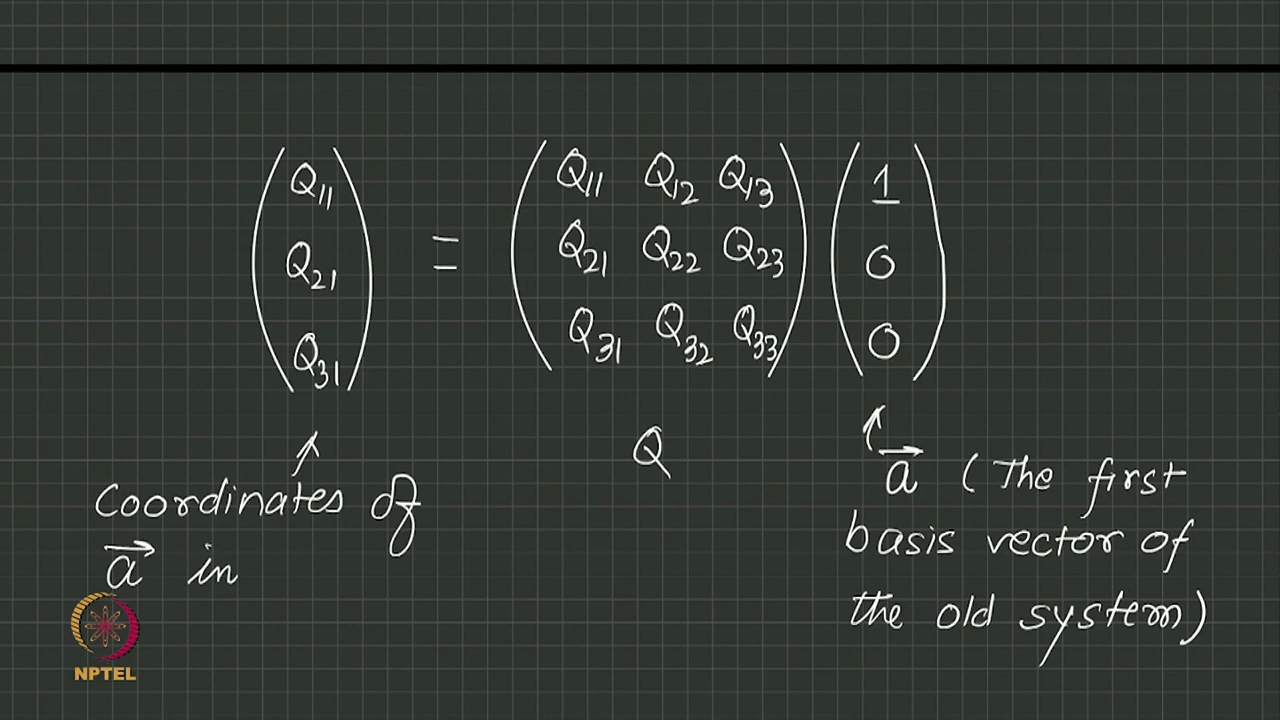 Q11 = Q11 Q12 Q13 1
Q21 Q21 Q22 Q23 0
Q31 Q31 Q32 Q33 0
Coordinates of
a in
Q
a (The first
basis vector of
the old system)
NPTEL